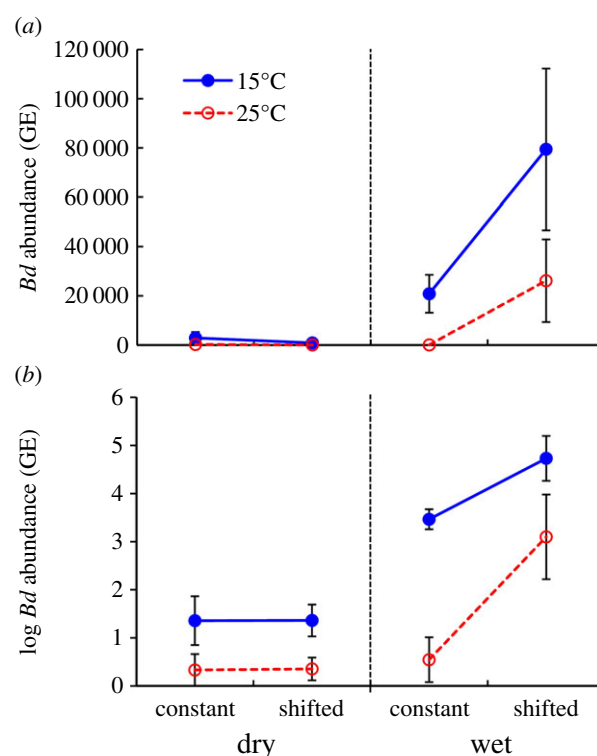 (a)
120 000
100 000
80 000
60 000
40 000
20 000
0
Bd abundance (GE)
15°C
25°C
(b)
6
5
4
3
2
1
0
log Bd abundance (GE)
constant shifted constant shifted
dry wet